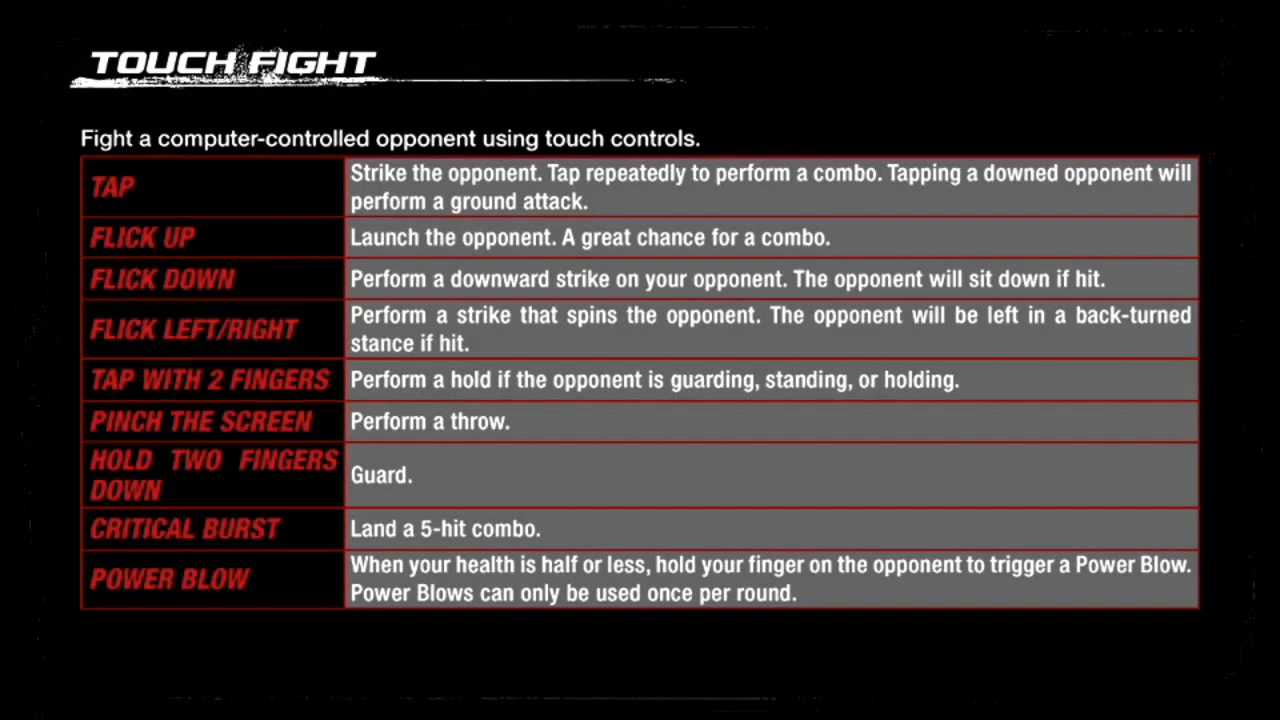 TOUCH FIGHT
Fight a computer-controlled opponent using touch controls.
TAP
Strike the opponent. Tap repeatedly to perform a combo. Tapping a downed opponent will
perform a ground attack.
FLICK UP
Launch the opponent. A great chance for a combo.
FLICK DOWN
Perform a downward strike on your opponent. The opponent will sit down if hit.
FLICK LEFT/RIGHT
Perform a strike that spins the opponent. The opponent will be left in a back-turned
stance if hit.
TAP WITH 2 FINGERS
Perform a hold if the opponent is guarding, standing, or holding.
PINCH THE SCREEN
Perform a throw.
HOLD TWO FINGERS
DOWN
Guard.
CRITICAL BURST
Land a 5-hit combo.
POWER BLOW
When your health is half or less, hold your finger on the opponent to trigger a Power Blow.
Power Blows can only be used once per round.